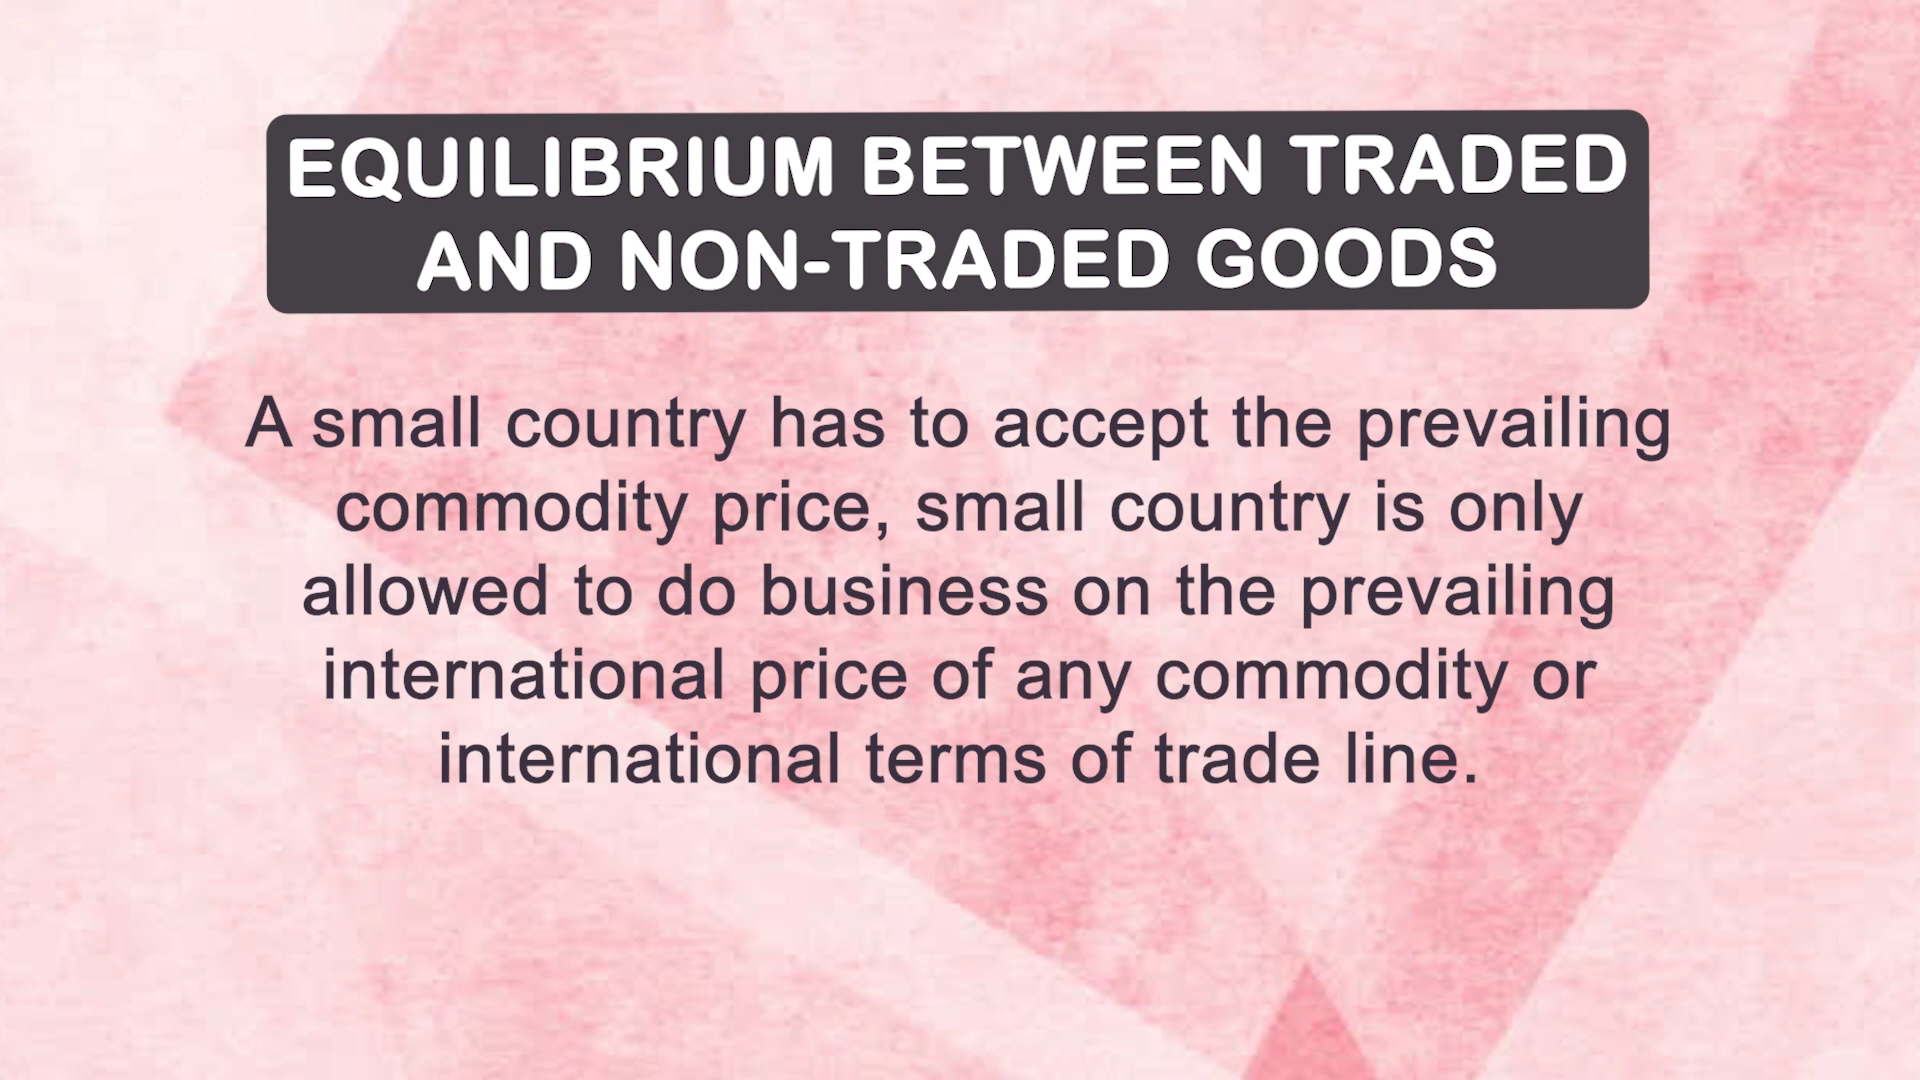 EQUILIBRIUM BETWEEN TRADED
AND NON-TRADED GOODS
A small country has to accept the prevailing
commodity price, small country is only
allowed to do business on the prevailing
international price of any commodity or
international terms of trade line.